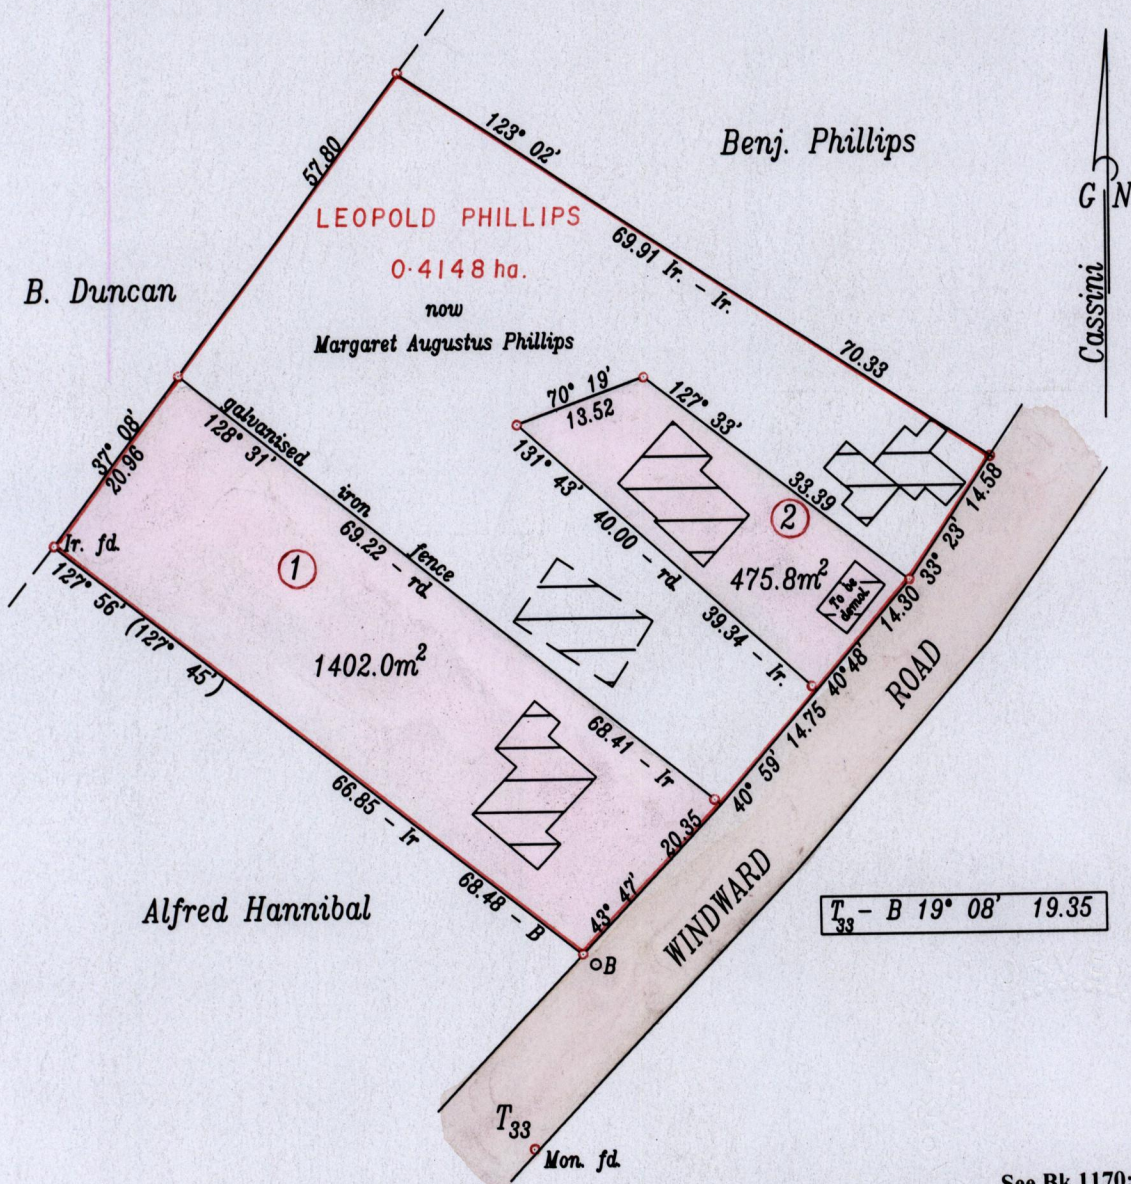 123° 02'
Benj. Phillips
57.80
G N
LEOPOLD PHILLIPS
69.91 Ir. - Ir.
0·4148 ha.
Cassini
B. Duncan
now
Margaret Augustus Phillips
70.33
70° 19'
13.52
127° 33'
galvanised
iron
fence
128° 31'
37° 08'
20.96
131° 43'
33.39
14.58
69.22 - rd
40.00 - rd
2
33° 23'
Ir. fd.
1
475.8m²
To be
demol
14.30
127° 56' (127° 45')
39.34 - Ir.
40° 48'
1402.0m²
ROAD
14.75
68.41 - Ir
40° 59'
66.85 - Ir
20.35
WINDWARD
68.48 - B
43° 47'
Alfred Hannibal
T33 - B 19° 08' 19.35
B
T33
Mon. fd.
See Bk 1170: